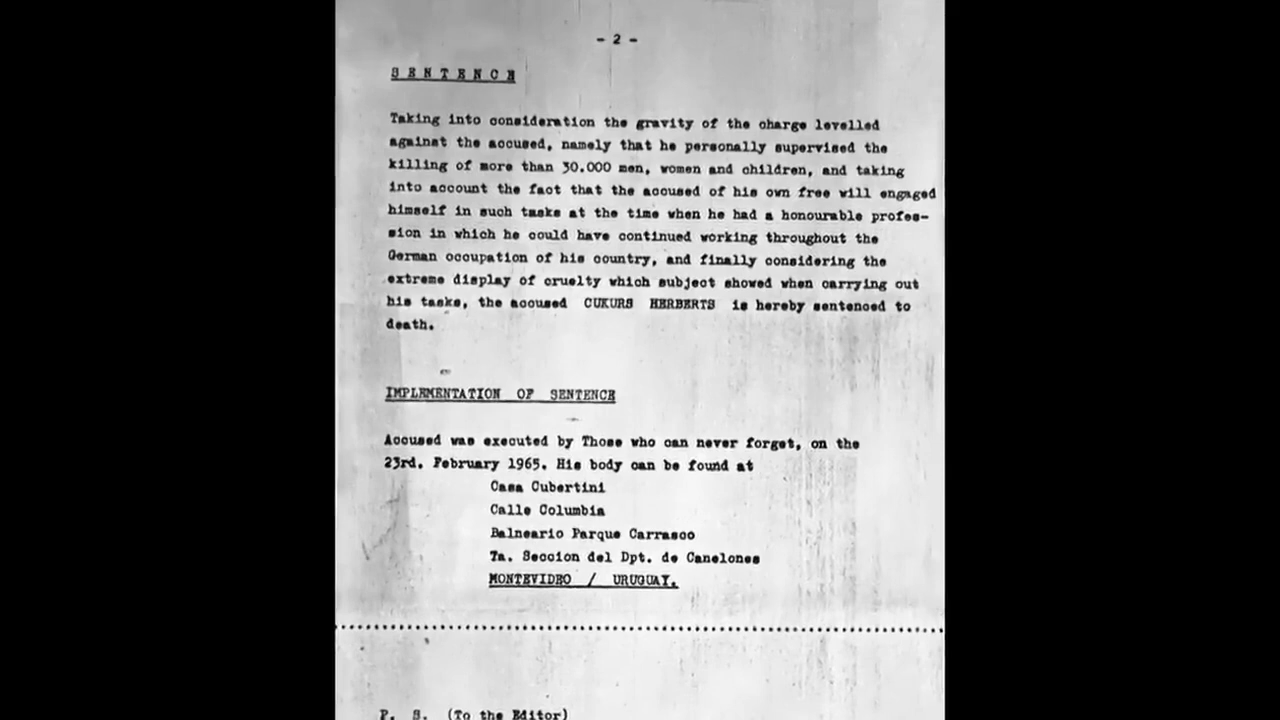 - 2 -
SENTENCE
Taking into consideration the gravity of the charge levelled
against the accused, namely that he personally supervised the
killing of more than 30.000 men, women and children, and taking
into account the fact that the accused of his own free will engaged
himself in such tasks at the time when he had a honourable profes-
sion in which he could have continued working throughout the
German occupation of his country, and finally considering the
extreme display of cruelty which subject showed when carrying out
his tasks, the accused CUKURS HERBERTS is hereby sentenced to
death.
IMPLEMENTATION OF SENTENCE
Accused was executed by Those who can never forget, on the
23rd. February 1965. His body can be found at
Casa Cubertini
Calle Columbia
Balneario Parque Carrasco
7a. Seccion del Dpt. de Canelones
MONTEVIDEO / URUGUAY.
P. S. (To the Editor)